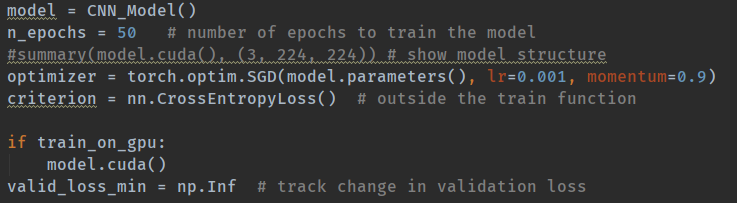 model = CNN_Model()
n_epochs = 50   # number of epochs to train the model
#summary(model.cuda(), (3, 224, 224)) # show model structure
optimizer = torch.optim.SGD(model.parameters(), lr=0.001, momentum=0.9)
criterion = nn.CrossEntropyLoss()  # outside the train function

if train_on_gpu:
    model.cuda()
valid_loss_min = np.Inf  # track change in validation loss